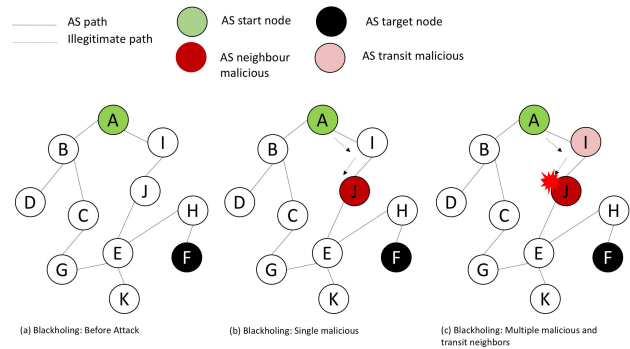 AS path
Illegitimate path
AS start node
AS target node
AS neighbour
malicious
AS transit malicious
A
B
I
D
C
J
H
E
G
F
K
(a) Blackholing: Before Attack
A
B
I
D
C
J
H
E
G
F
K
(b) Blackholing: Single malicious
A
B
I
D
C
J
H
E
G
F
K
(c) Blackholing: Multiple malicious and
transit neighbors